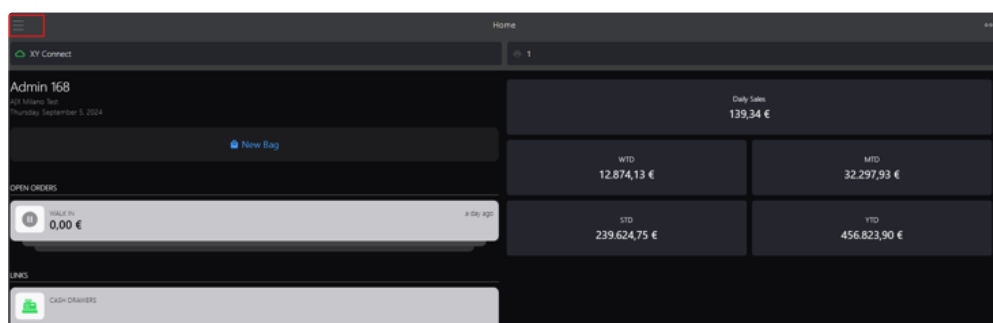 Home
XY Connect
1
Admin 168
A|X Milano Test
Thursday, September 5, 2024
New Bag
OPEN ORDERS
WALK IN
0,00 €
a day ago
LINKS
CASH DRAWERS
Daily Sales
139,34 €
WTD
12.874,13 €
MTD
32.297,93 €
STD
239.624,75 €
YTD
456.823,90 €